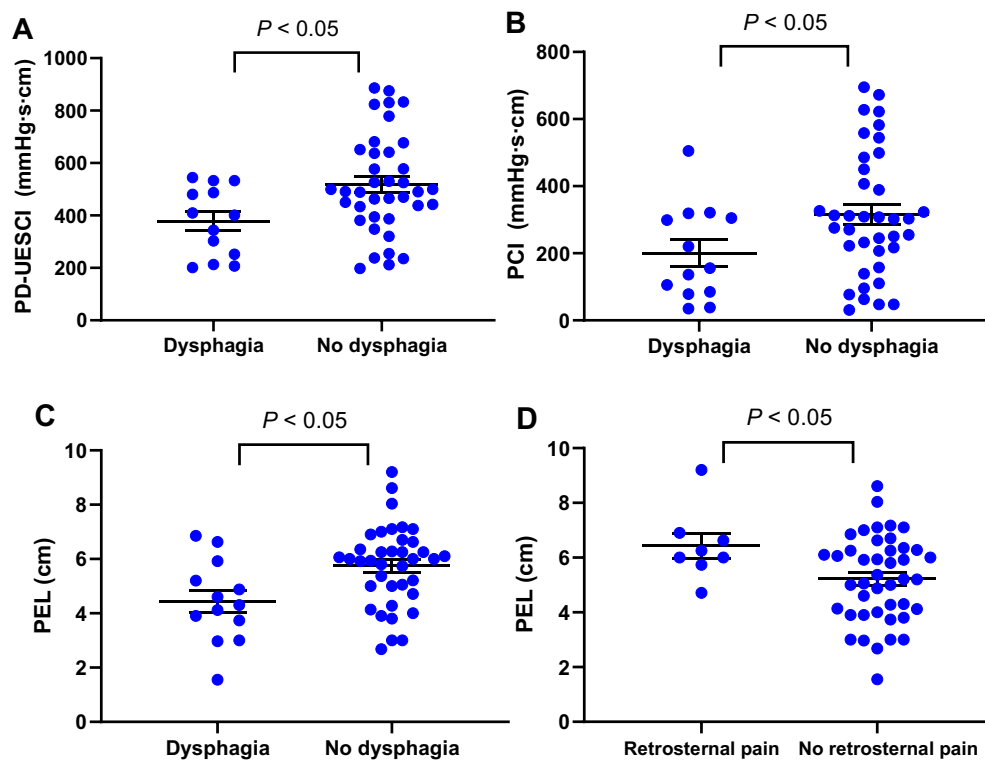 A
P < 0.05
PD-UESCI (mmHg·s·cm)
1000
800
600
400
200
0
Dysphagia
No dysphagia
B
P < 0.05
PCI (mmHg·s·cm)
800
600
400
200
0
Dysphagia
No dysphagia
C
P < 0.05
PEL (cm)
10
8
6
4
2
0
Dysphagia
No dysphagia
D
P < 0.05
PEL (cm)
10
8
6
4
2
0
Retrosternal pain
No retrosternal pain